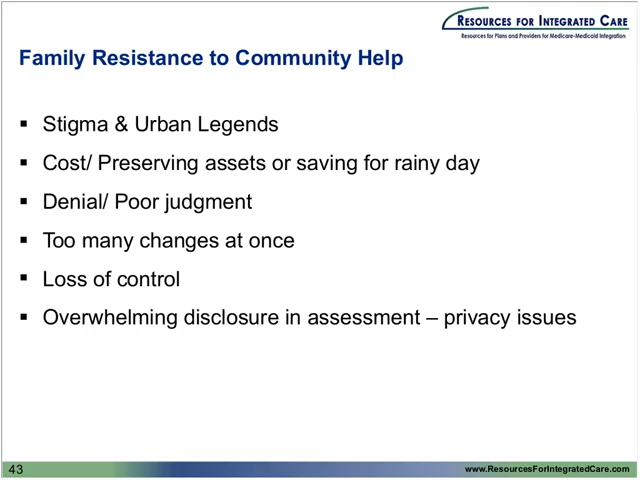 RESOURCES FOR INTEGRATED CARE
Resources for Plans and Providers for Medicare-Medicaid Integration
Family Resistance to Community Help
▪ Stigma & Urban Legends
▪ Cost/ Preserving assets or saving for rainy day
▪ Denial/ Poor judgment
▪ Too many changes at once
▪ Loss of control
▪ Overwhelming disclosure in assessment – privacy issues
43
www.ResourcesForIntegratedCare.com